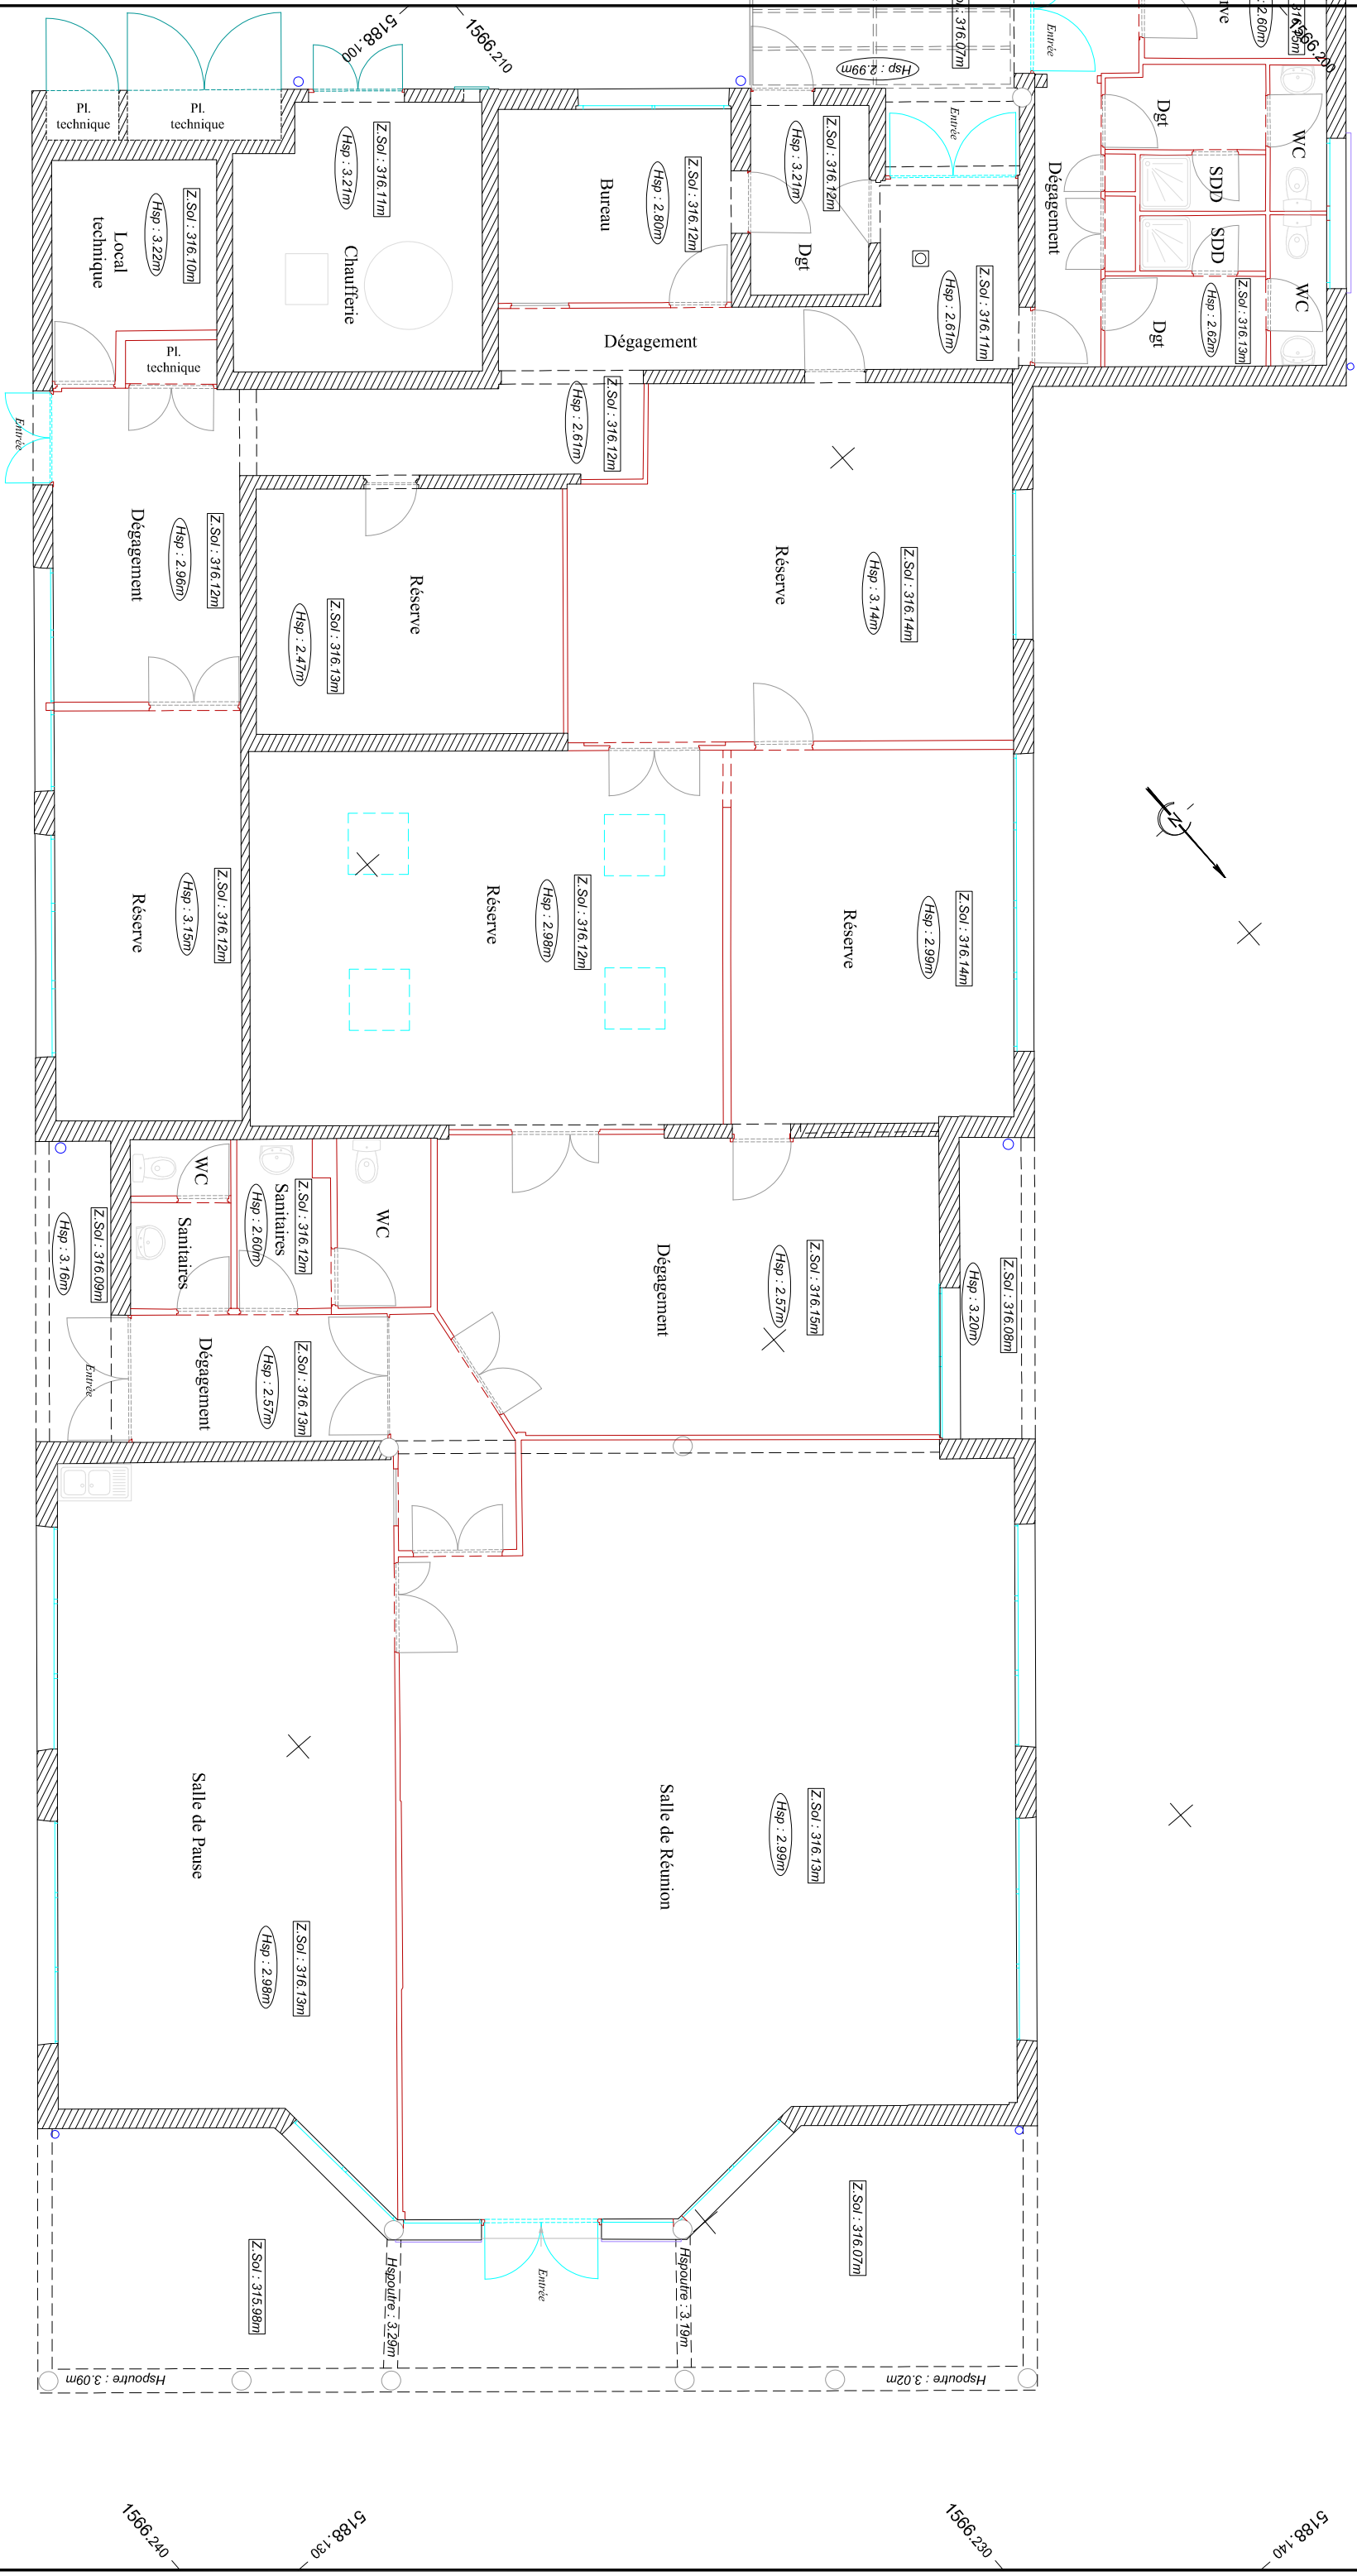 5188.100
1566.210
Z.Sol : 316.07m
Hsp : 2.99m
Entrée
Hsp : 2.60m
1566.200
Pl.
technique
Pl.
technique
Z.Sol : 316.11m
Hsp : 3.21m
Chaufferie
Z.Sol : 316.12m
Hsp : 2.80m
Bureau
Z.Sol : 316.12m
Hsp : 3.21m
Dgt
Entrée
Z.Sol : 316.11m
Hsp : 2.61m
Dégagement
Dgt
WC
SDD
SDD
WC
Z.Sol : 316.13m
Hsp : 2.62m
Dgt
Z.Sol : 316.10m
Hsp : 3.22m
Local
technique
Pl.
technique
Dégagement
Z.Sol : 316.12m
Hsp : 2.61m
Entrée
Z.Sol : 316.12m
Hsp : 2.96m
Dégagement
Z.Sol : 316.13m
Hsp : 2.47m
Réserve
Z.Sol : 316.14m
Hsp : 3.14m
Réserve
N
Z.Sol : 316.12m
Hsp : 3.15m
Réserve
Z.Sol : 316.12m
Hsp : 2.98m
Réserve
Z.Sol : 316.14m
Hsp : 2.99m
Réserve
WC
Sanitaires
Z.Sol : 316.12m
Hsp : 2.60m
Sanitaires
WC
Z.Sol : 316.09m
Hsp : 3.16m
Z.Sol : 316.15m
Hsp : 2.57m
Dégagement
Z.Sol : 316.08m
Hsp : 3.20m
Entrée
Z.Sol : 316.13m
Hsp : 2.57m
Dégagement
Salle de Pause
Z.Sol : 316.13m
Hsp : 2.98m
Z.Sol : 316.13m
Hsp : 2.99m
Salle de Réunion
Z.Sol : 315.98m
Hspoutre : 3.29m
Entrée
Hspoutre : 3.19m
Z.Sol : 316.07m
Hspoutre : 3.09m
Hspoutre : 3.02m
1566.240
5188.130
1566.230
5188.140